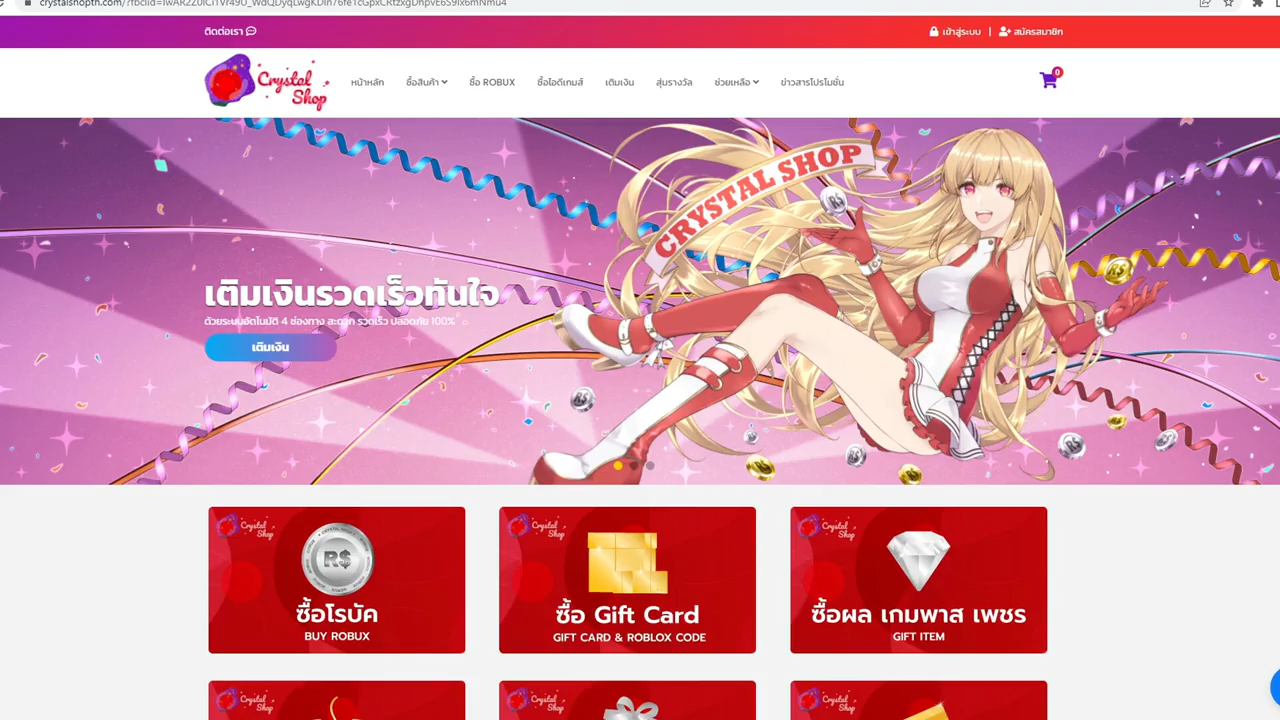 crystalshopth.com/?fbclid=IwAR2Z
ติดต่อเรา
เข้าสู่ระบบ | สมัครสมาชิก
Crystal Shop
หน้าหลัก ซื้อสินค้า ซื้อ ROBUX ซื้อไอดีเกมส์ เติมเงิน สุ่มรางวัล ช่วยเหลือ ข่าวสารโปรโมชั่น
0
CRYSTAL SHOP
เติมเงินรวดเร็วทันใจ
ด้วยระบบอัตโนมัติ 4 ช่องทาง สะดวก รวดเร็ว ปลอดภัย 100%
เติมเงิน
Crystal Shop
R$
ซื้อโรบัค
BUY ROBUX
Crystal Shop
ซื้อ Gift Card
GIFT CARD & ROBLOX CODE
Crystal Shop
ซื้อผล เกมพาส เพชร
GIFT ITEM
Crystal Shop
Crystal Shop
Crystal Shop